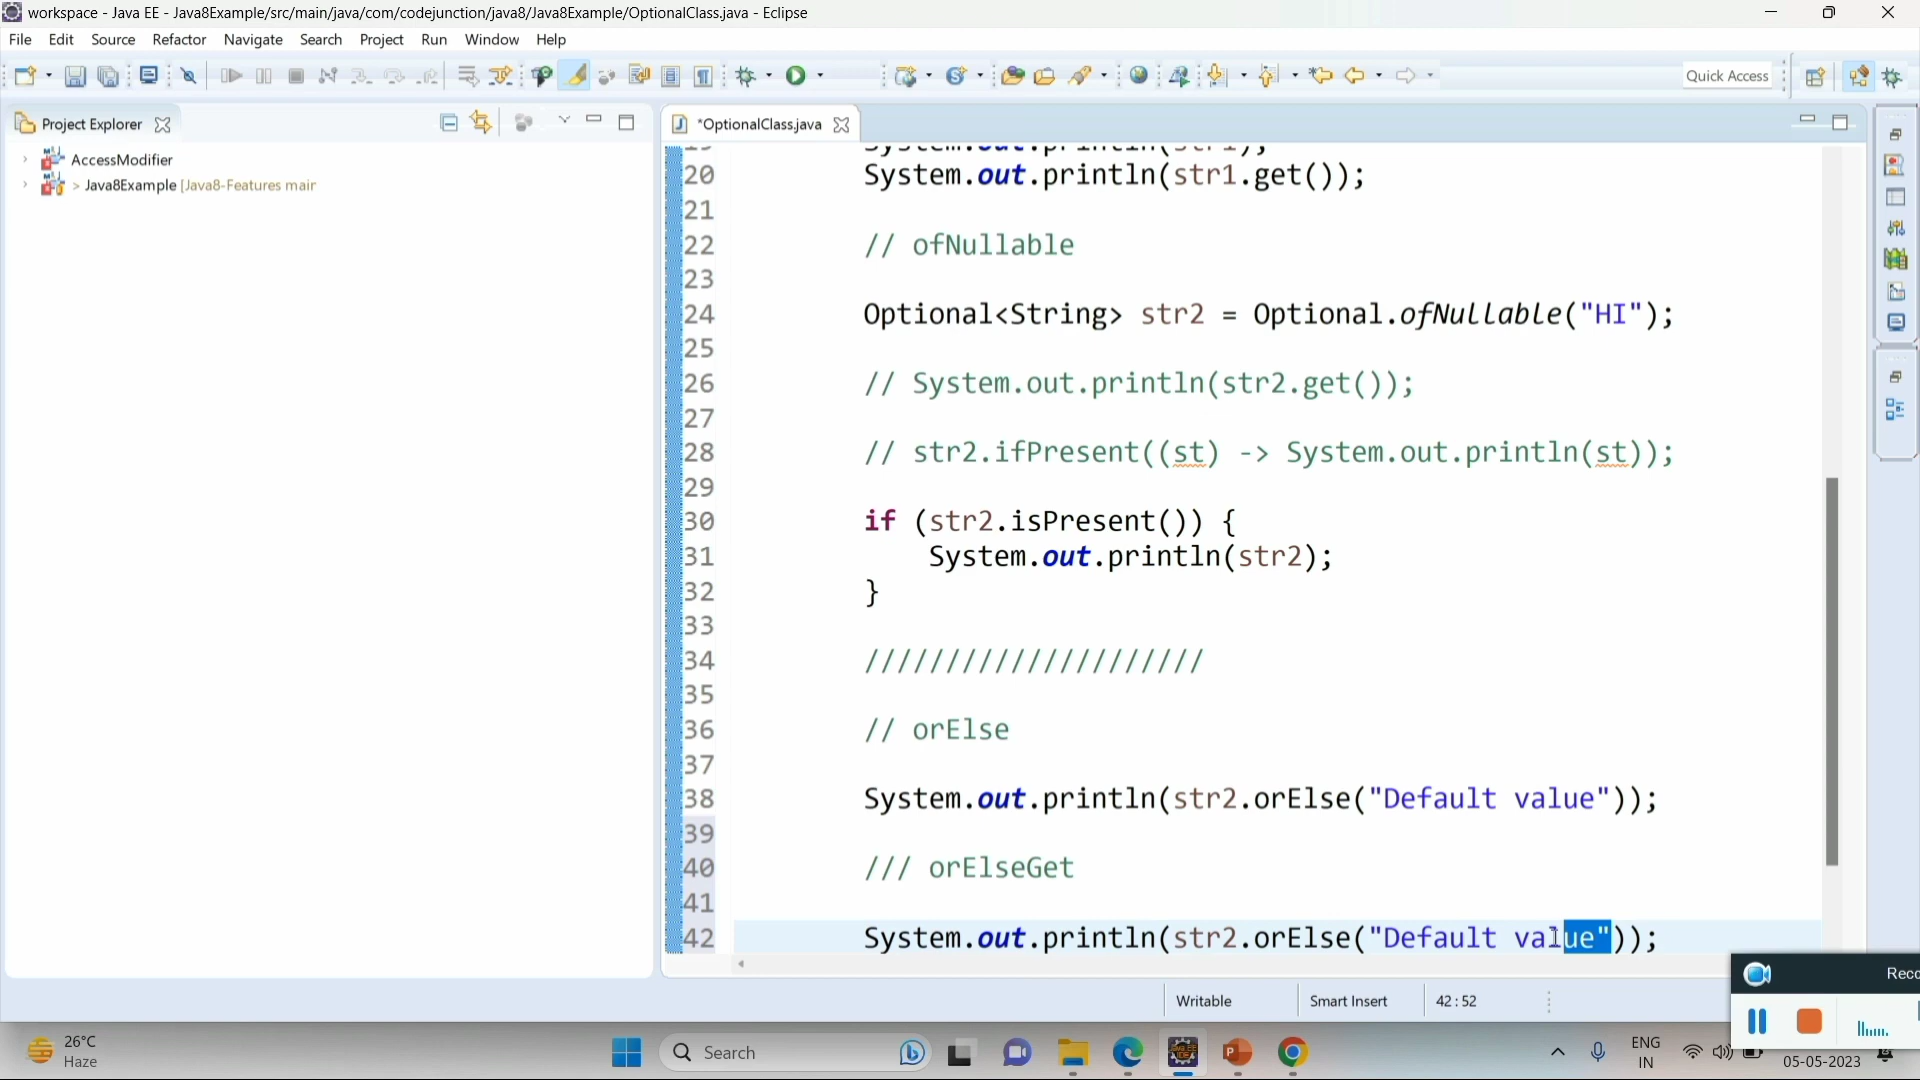 workspace - Java EE - Java8Example/src/main/java/com/codejunction/java8/Java8Example/OptionalClass.java - Eclipse
File Edit Source Refactor Navigate Search Project Run Window Help
Quick Access
Project Explorer
*OptionalClass.java
AccessModifier
> Java8Example [Java8-Features mair
20 System.out.println(str1.get());
21
22 // ofNullable
23
24 Optional<String> str2 = Optional.ofNullable("HI");
25
26 // System.out.println(str2.get());
27
28 // str2.ifPresent((st) -> System.out.println(st));
29
30 if (str2.isPresent()) {
31 System.out.println(str2);
32 }
33
34 /////////////////////
35
36 // orElse
37
38 System.out.println(str2.orElse("Default value"));
39
40 /// orElseGet
41
42 System.out.println(str2.orElse("Default value"));
Reco
Writable Smart Insert 42 : 52
26°C
Haze
Search
ENG
IN
05-05-2023